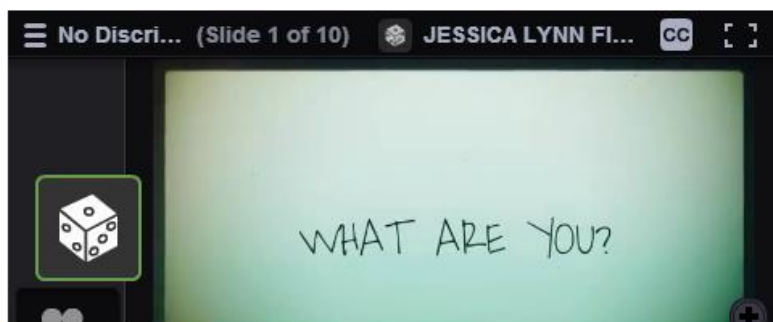 No Discri... (Slide 1 of 10) JESSICA LYNN FI... CC
WHAT ARE YOU?